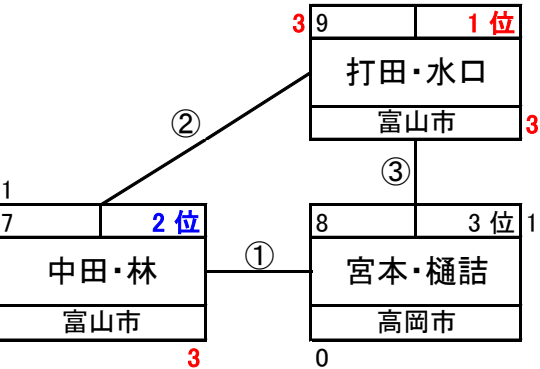 3 9 1 位
打田・水口
富山市 3
②
③
1
7 2 位
中田・林
富山市
3
①
8 3 位 1
宮本・樋詰
高岡市
0